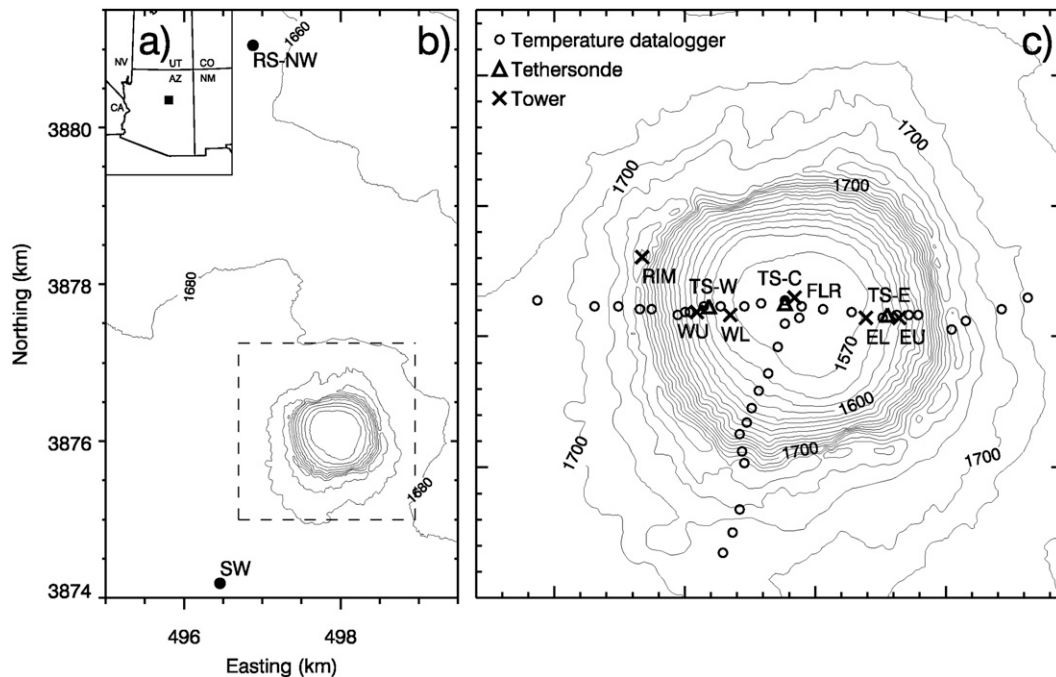 a)
NV
UT
CO
AZ
NM
CA
b)
1660
RS-NW
3880
3878
3876
3874
Northing (km)
1680
1680
SW
496
498
Easting (km)
c)
Temperature datalogger
Tethersonde
Tower
1700
1700
1700
RIM
TS-W
TS-C
FLR
TS-E
WU
WL
EL
EU
1570
1600
1700
1700
1700